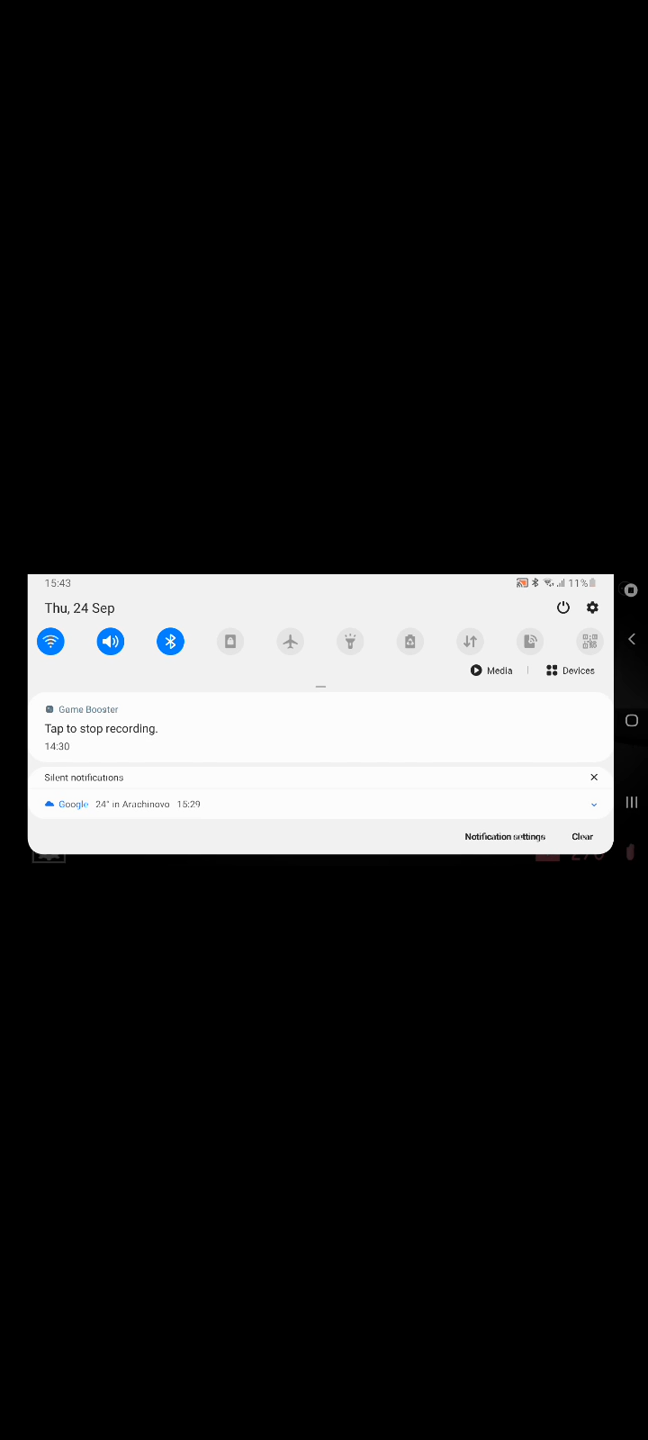 15:43
11%
Thu, 24 Sep
Media
Devices
Game Booster
Tap to stop recording.
14:30
Silent notifications
Google 24° in Arachinovo 15:29
Notification settings
Clear